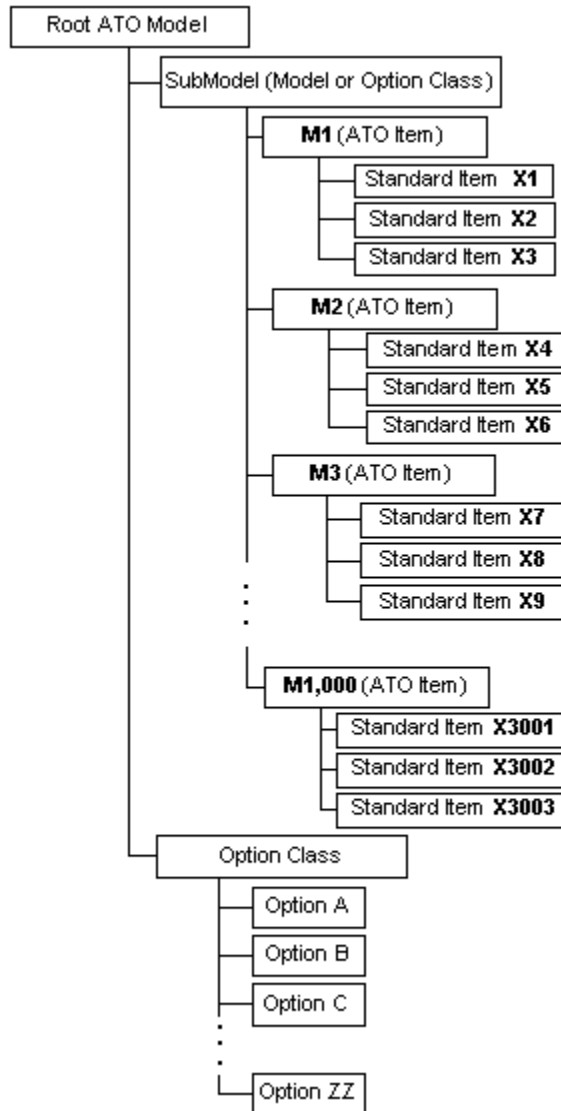 Root ATO Model
SubModel (Model or Option Class)
M1 (ATO Item)
Standard Item X1
Standard Item X2
Standard Item X3
M2 (ATO Item)
Standard Item X4
Standard Item X5
Standard Item X6
M3 (ATO Item)
Standard Item X7
Standard Item X8
Standard Item X9
M1,000 (ATO Item)
Standard Item X3001
Standard Item X3002
Standard Item X3003
Option Class
Option A
Option B
Option C
Option ZZ